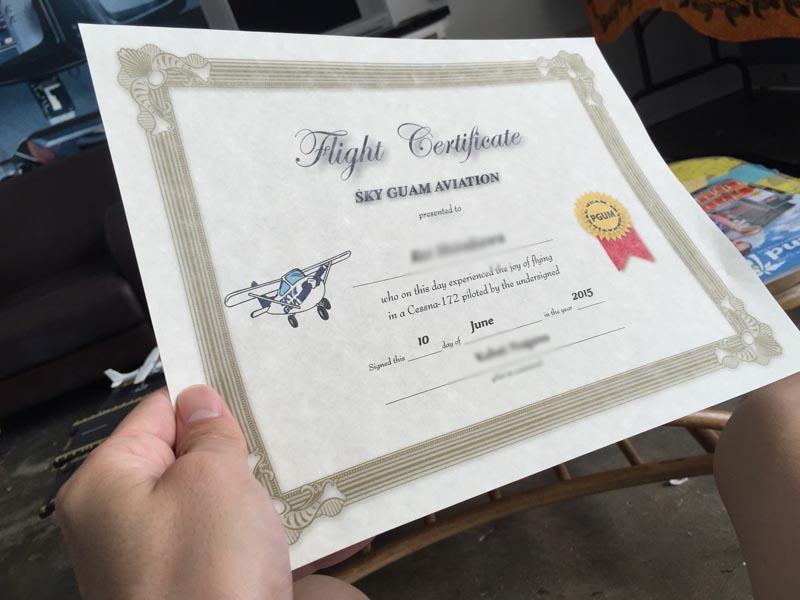 Flight Certificate
SKY GUAM AVIATION
presented to
PGUM
who on this day experienced the joy of flying
in a Cessna-172 piloted by the undersigned
Signed this 10 day of June in the year 2015